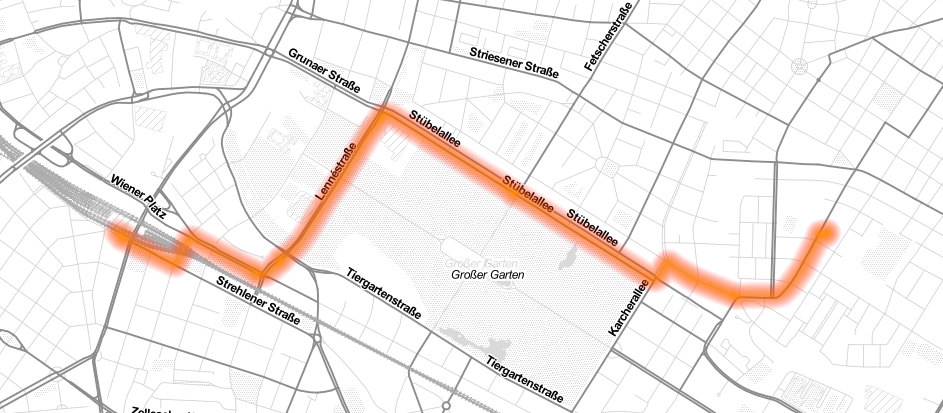 Fetscherstraße
Striesener Straße
Grunaer Straße
Stübelallee
Lennéstraße
Wiener Platz
Stübelallee
Stübelallee
Großer Garten
Großer Garten
Tiergartenstraße
Strehlener Straße
Karcherallee
Tiergartenstraße